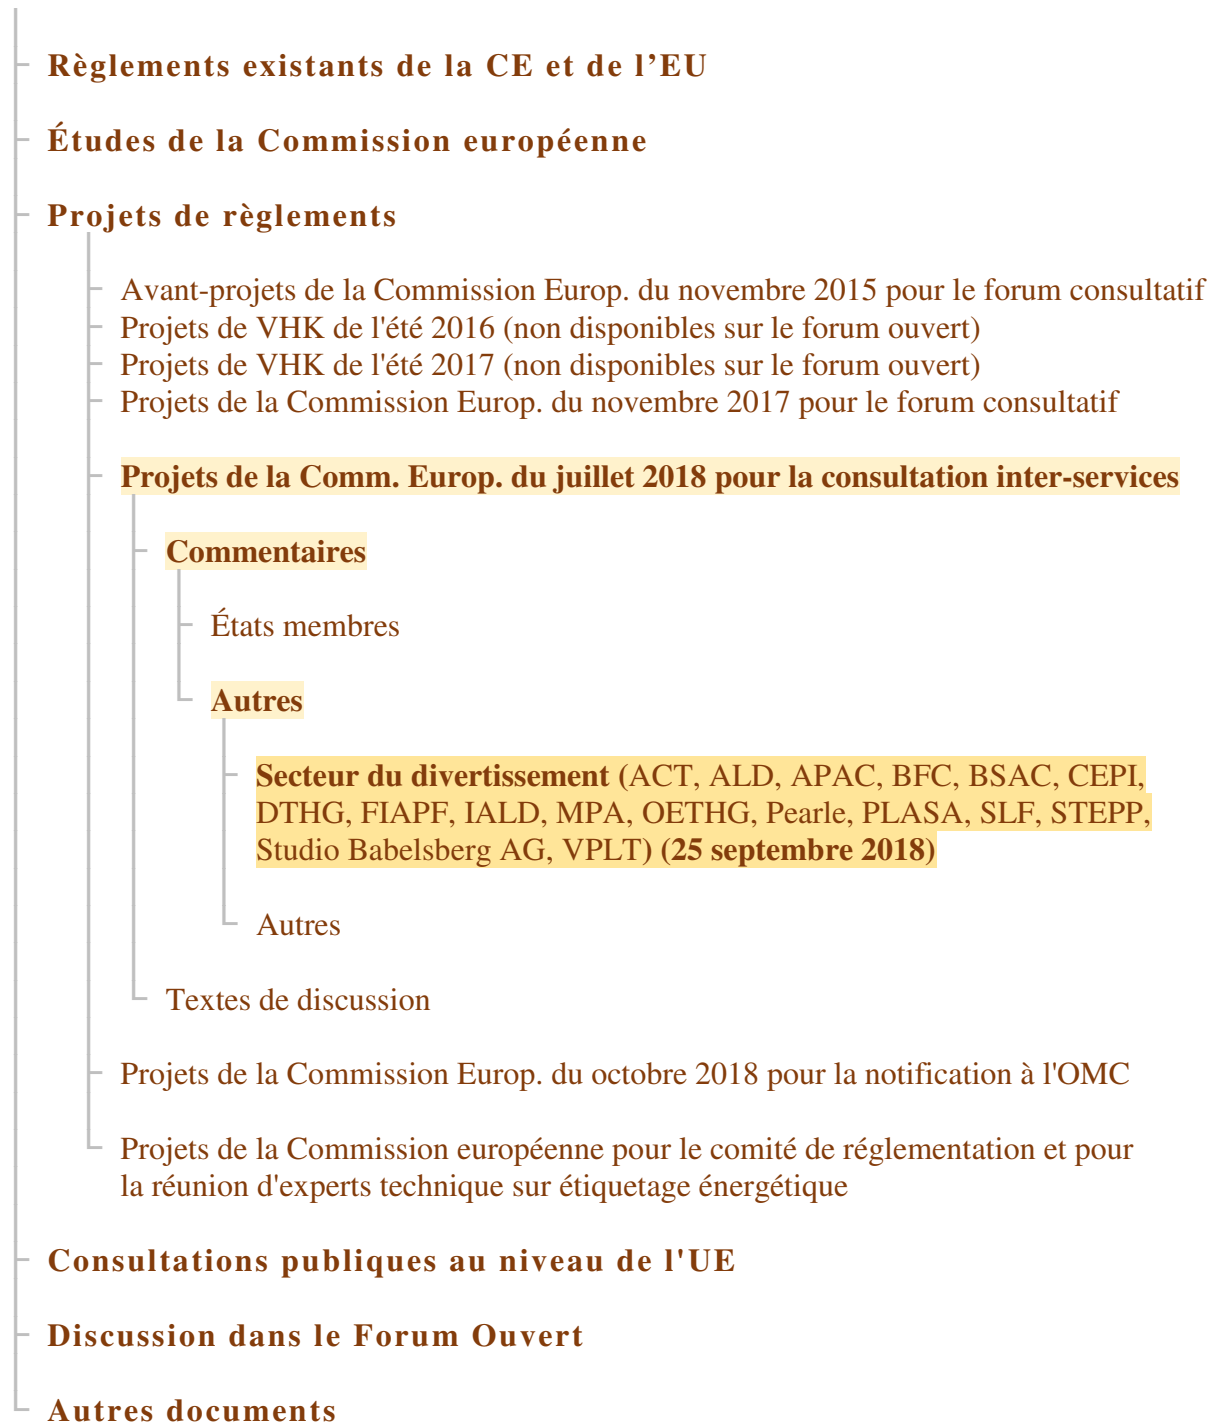 Règlements existants de la CE et de l’EU
Études de la Commission européenne
Projets de règlements
Avant-projets de la Commission Europ. du novembre 2015 pour le forum consultatif
Projets de VHK de l'été 2016 (non disponibles sur le forum ouvert)
Projets de VHK de l'été 2017 (non disponibles sur le forum ouvert)
Projets de la Commission Europ. du novembre 2017 pour le forum consultatif
Projets de la Comm. Europ. du juillet 2018 pour la consultation inter-services
Commentaires
États membres
Autres
Secteur du divertissement (ACT, ALD, APAC, BFC, BSAC, CEPI,
DTHG, FIAPF, IALD, MPA, OETHG, Pearle, PLASA, SLF, STEPP,
Studio Babelsberg AG, VPLT) (25 septembre 2018)
Autres
Textes de discussion
Projets de la Commission Europ. du octobre 2018 pour la notification à l'OMC
Projets de la Commission européenne pour le comité de réglementation et pour
la réunion d'experts technique sur étiquetage énergétique
Consultations publiques au niveau de l'UE
Discussion dans le Forum Ouvert
Autres documents